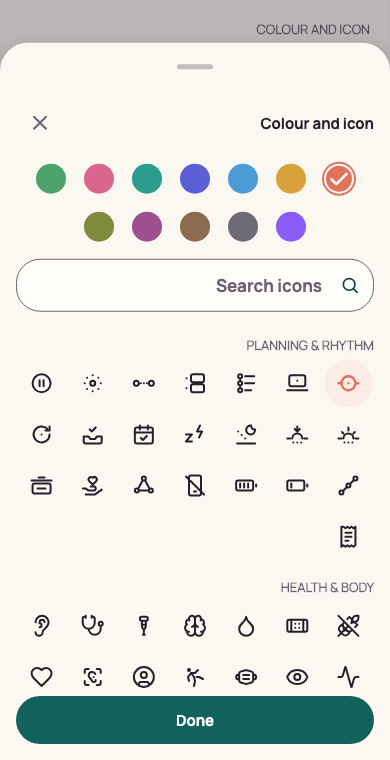 COLOUR AND ICON
Colour and icon
Search icons
PLANNING & RHYTHM
HEALTH & BODY
Done